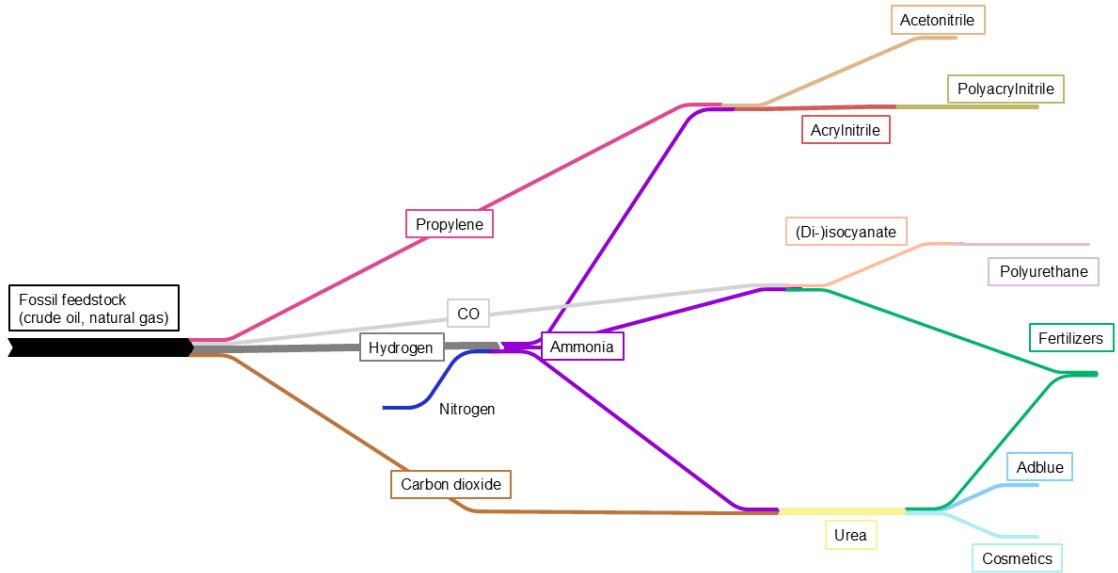 Acetonitrile
Polyacrylnitrile
Acrylnitrile
Propylene
(Di-)isocyanate
Polyurethane
Fossil feedstock
(crude oil, natural gas)
CO
Hydrogen
Ammonia
Fertilizers
Nitrogen
Carbon dioxide
Adblue
Urea
Cosmetics